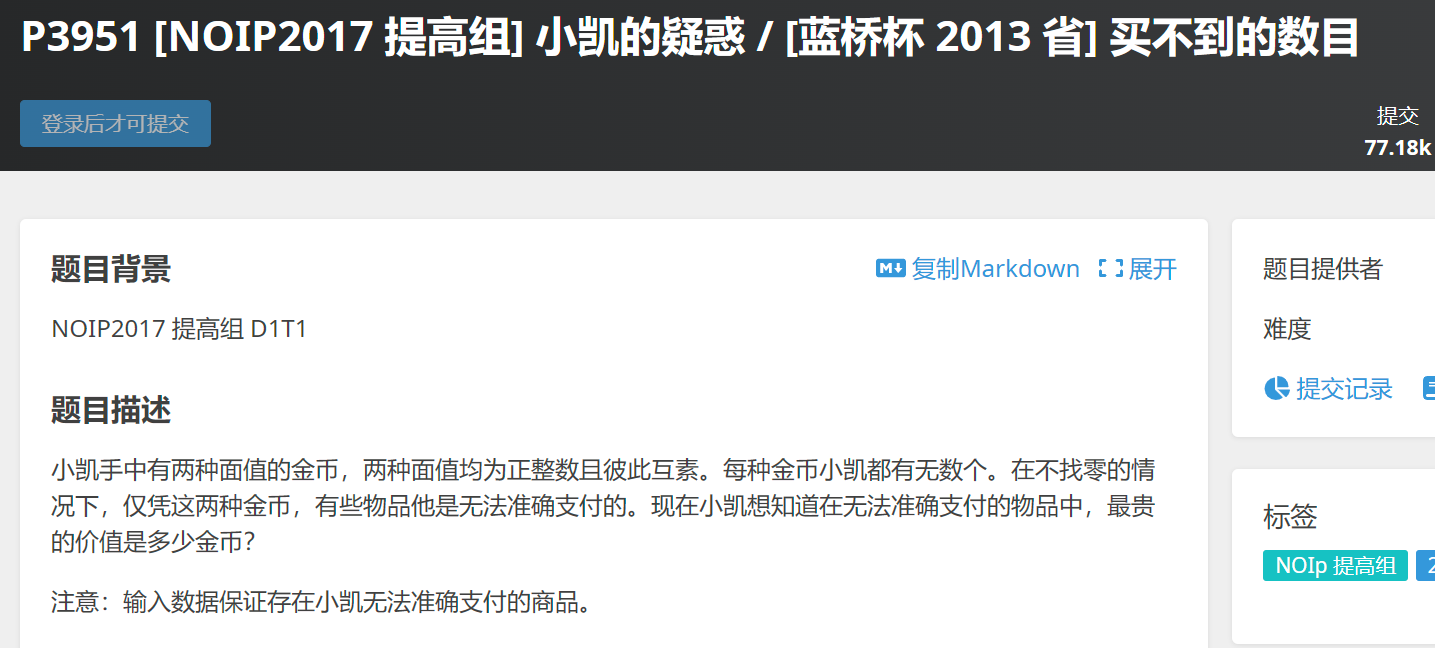 P3951 [NOIP2017 提高组] 小凯的疑惑 / [蓝桥杯 2013 省] 买不到的数目
登录后才可提交
提交
77.18k
题目背景
复制Markdown
展开
NOIP2017 提高组 D1T1
题目描述
小凯手中有两种面值的金币，两种面值均为正整数且彼此互素。每种金币小凯都有无数个。在不找零的情
况下，仅凭这两种金币，有些物品他是无法准确支付的。现在小凯想知道在无法准确支付的物品中，最贵
的价值是多少金币？
注意：输入数据保证存在小凯无法准确支付的商品。
题目提供者
难度
提交记录
标签
NOIp 提高组